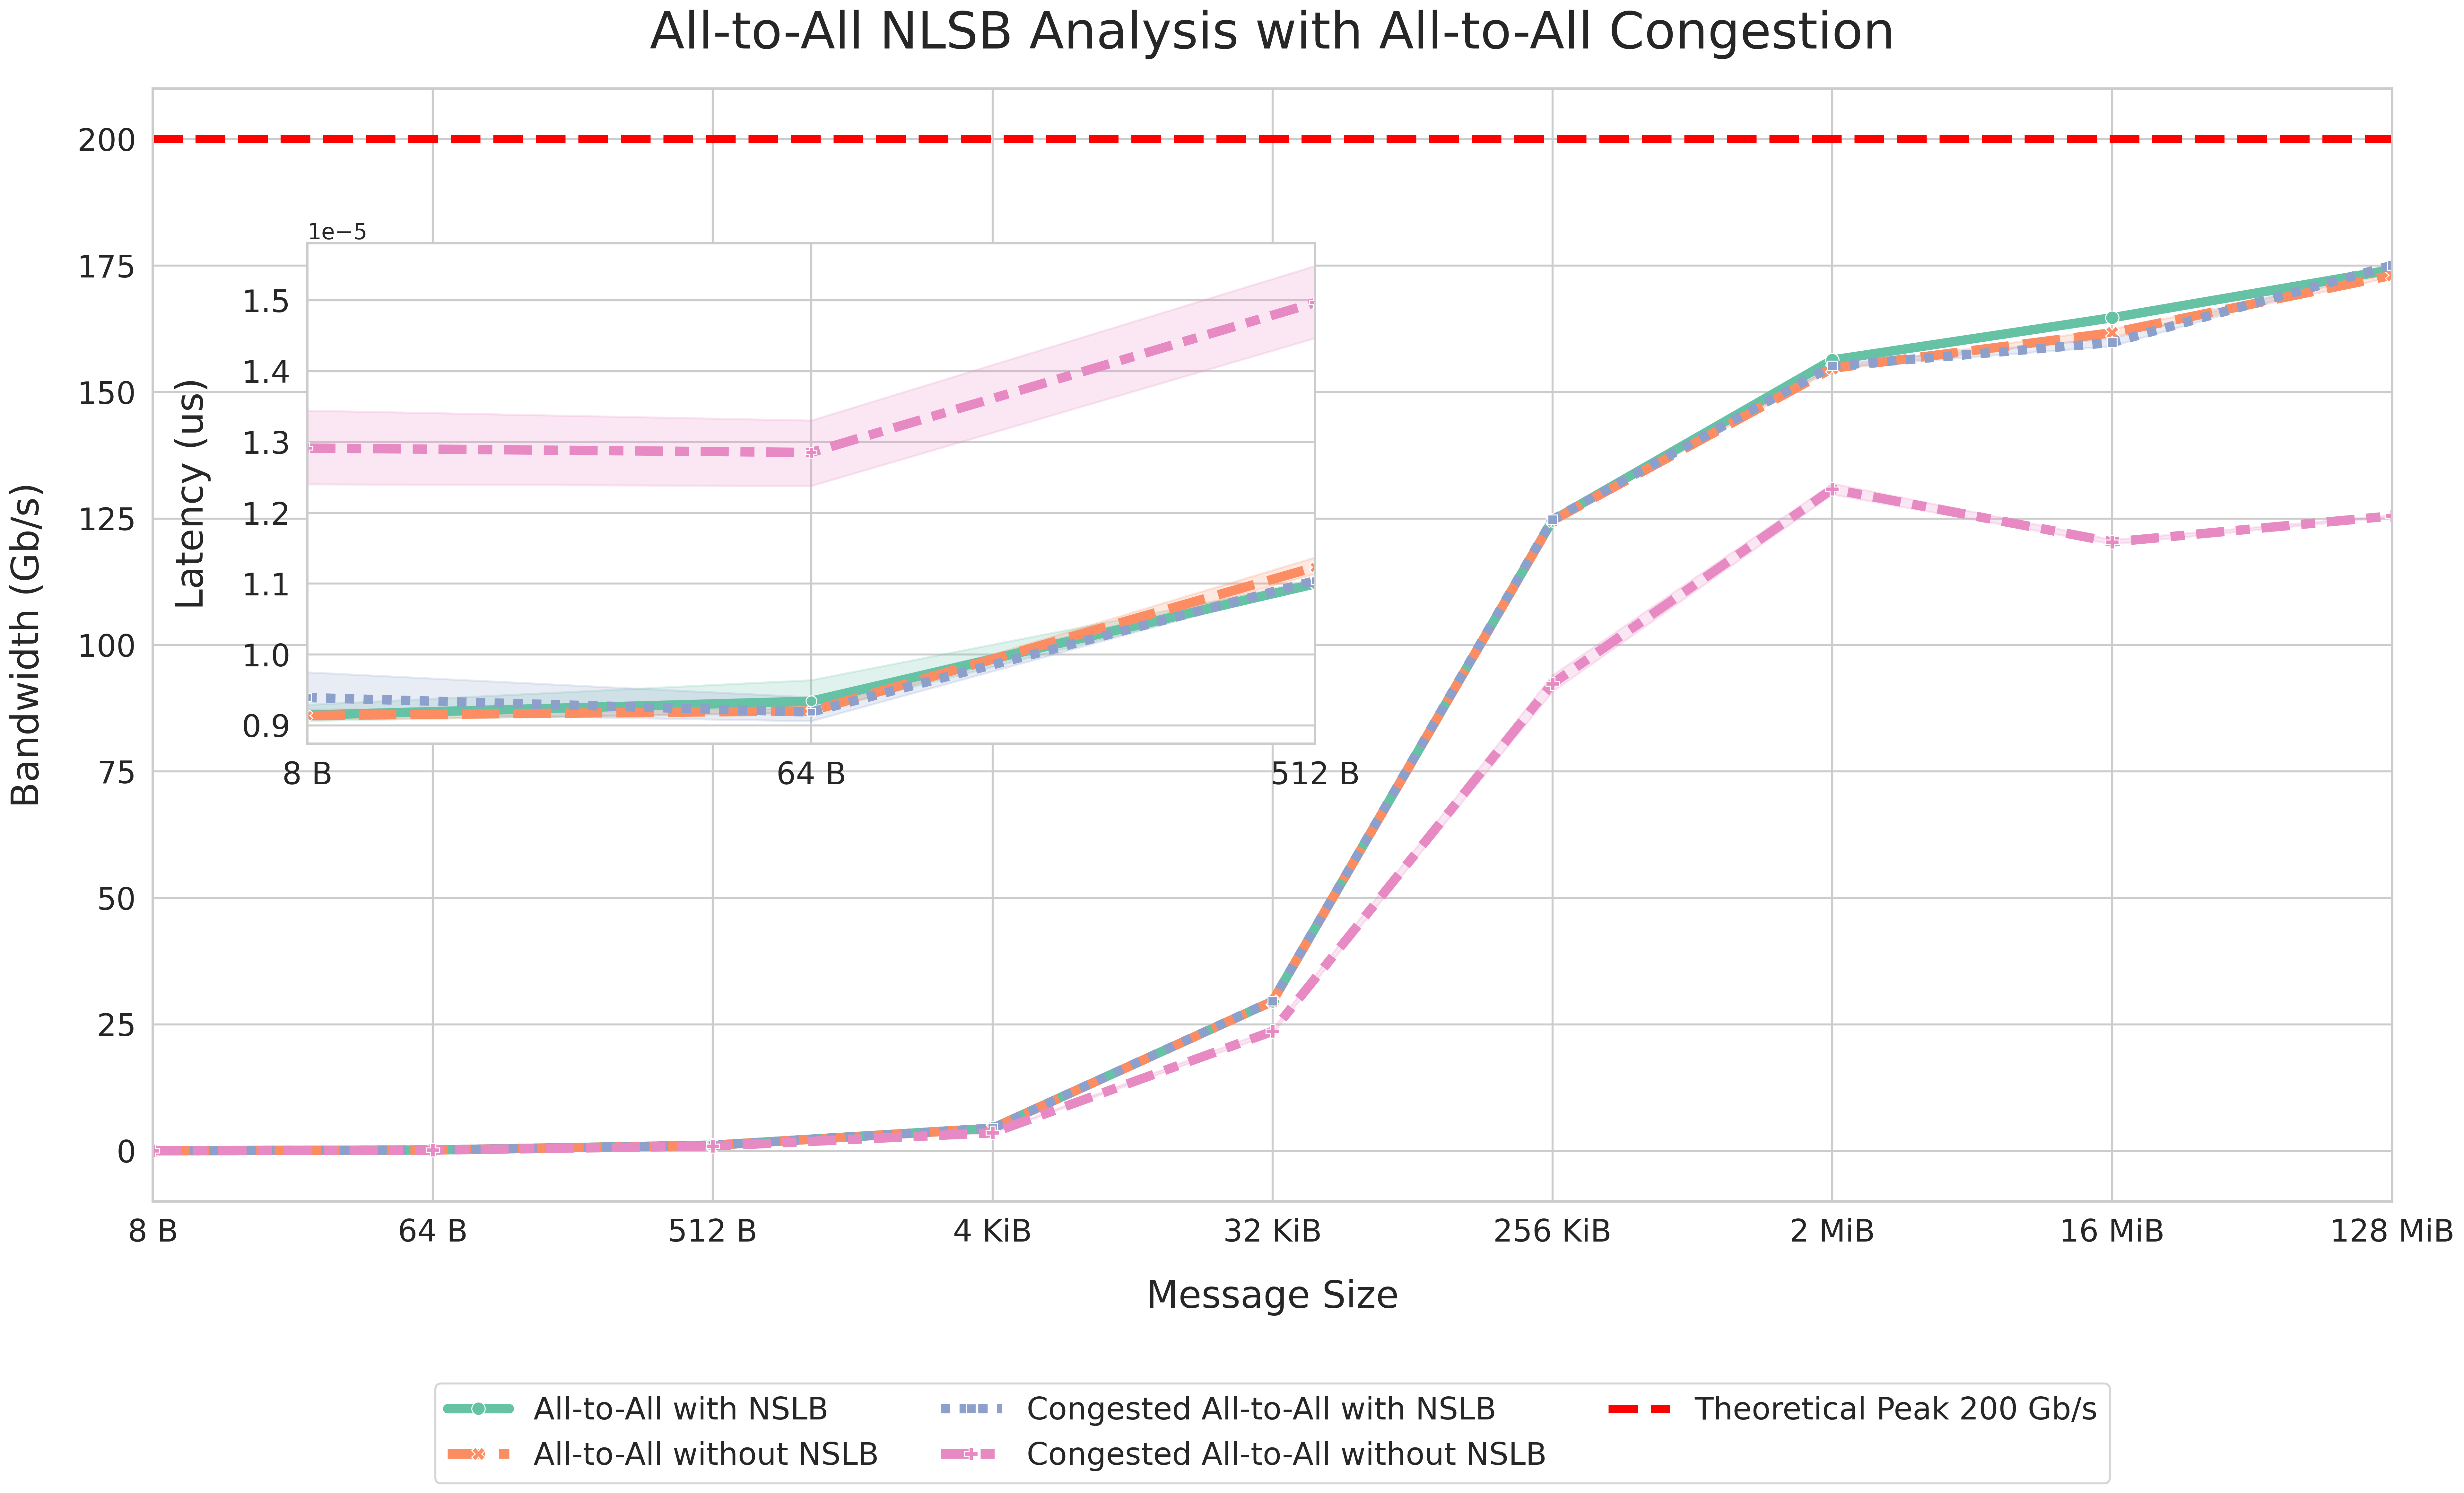 All-to-All NLSB Analysis with All-to-All Congestion
Bandwidth (Gb/s)
200
175
150
125
100
75
50
25
0
1e−5
Latency (us)
1.5
1.4
1.3
1.2
1.1
1.0
0.9
8 B
64 B
512 B
8 B
64 B
512 B
4 KiB
32 KiB
256 KiB
2 MiB
16 MiB
128 MiB
Message Size
All-to-All with NSLB
All-to-All without NSLB
Congested All-to-All with NSLB
Congested All-to-All without NSLB
Theoretical Peak 200 Gb/s